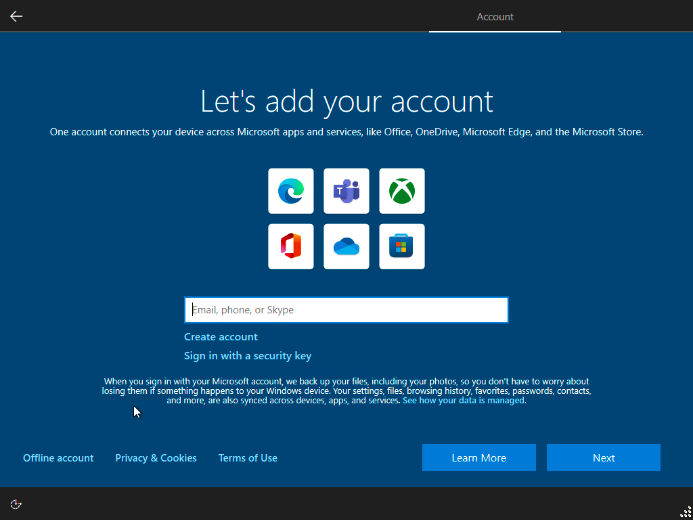 Account
Let's add your account
One account connects your device across Microsoft apps and services, like Office, OneDrive, Microsoft Edge, and the Microsoft Store.
Email, phone, or Skype
Create account
Sign in with a security key
When you sign in with your Microsoft account, we back up your files, including your photos, so you don't have to worry about
losing them if something happens to your Windows device. Your settings, files, browsing history, favorites, passwords, contacts,
and more, are also synced across devices, apps, and services. See how your data is managed.
Offline account
Privacy & Cookies
Terms of Use
Learn More
Next